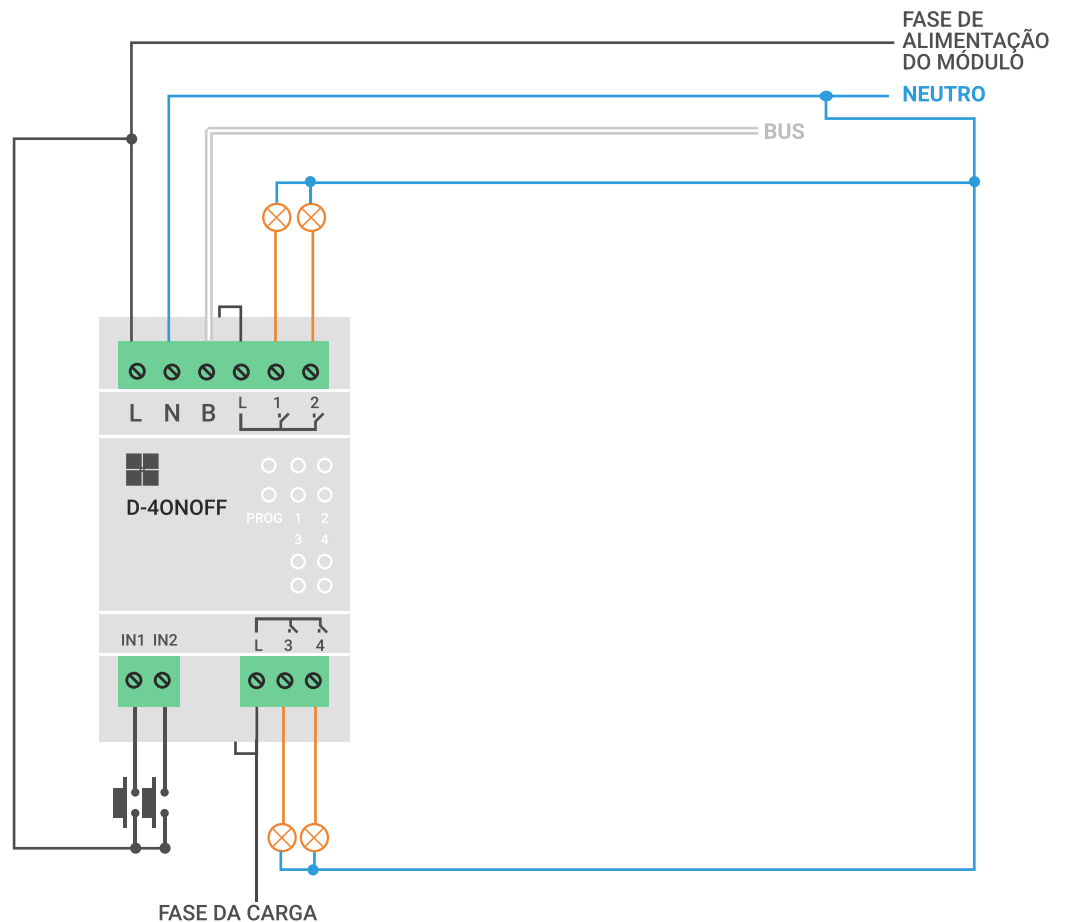 FASE DE
ALIMENTAÇÃO
DO MÓDULO
NEUTRO
BUS
L N B L 1 2
D-4ONOFF
PROG 1 2
3 4
IN1 IN2 L 3 4
FASE DA CARGA